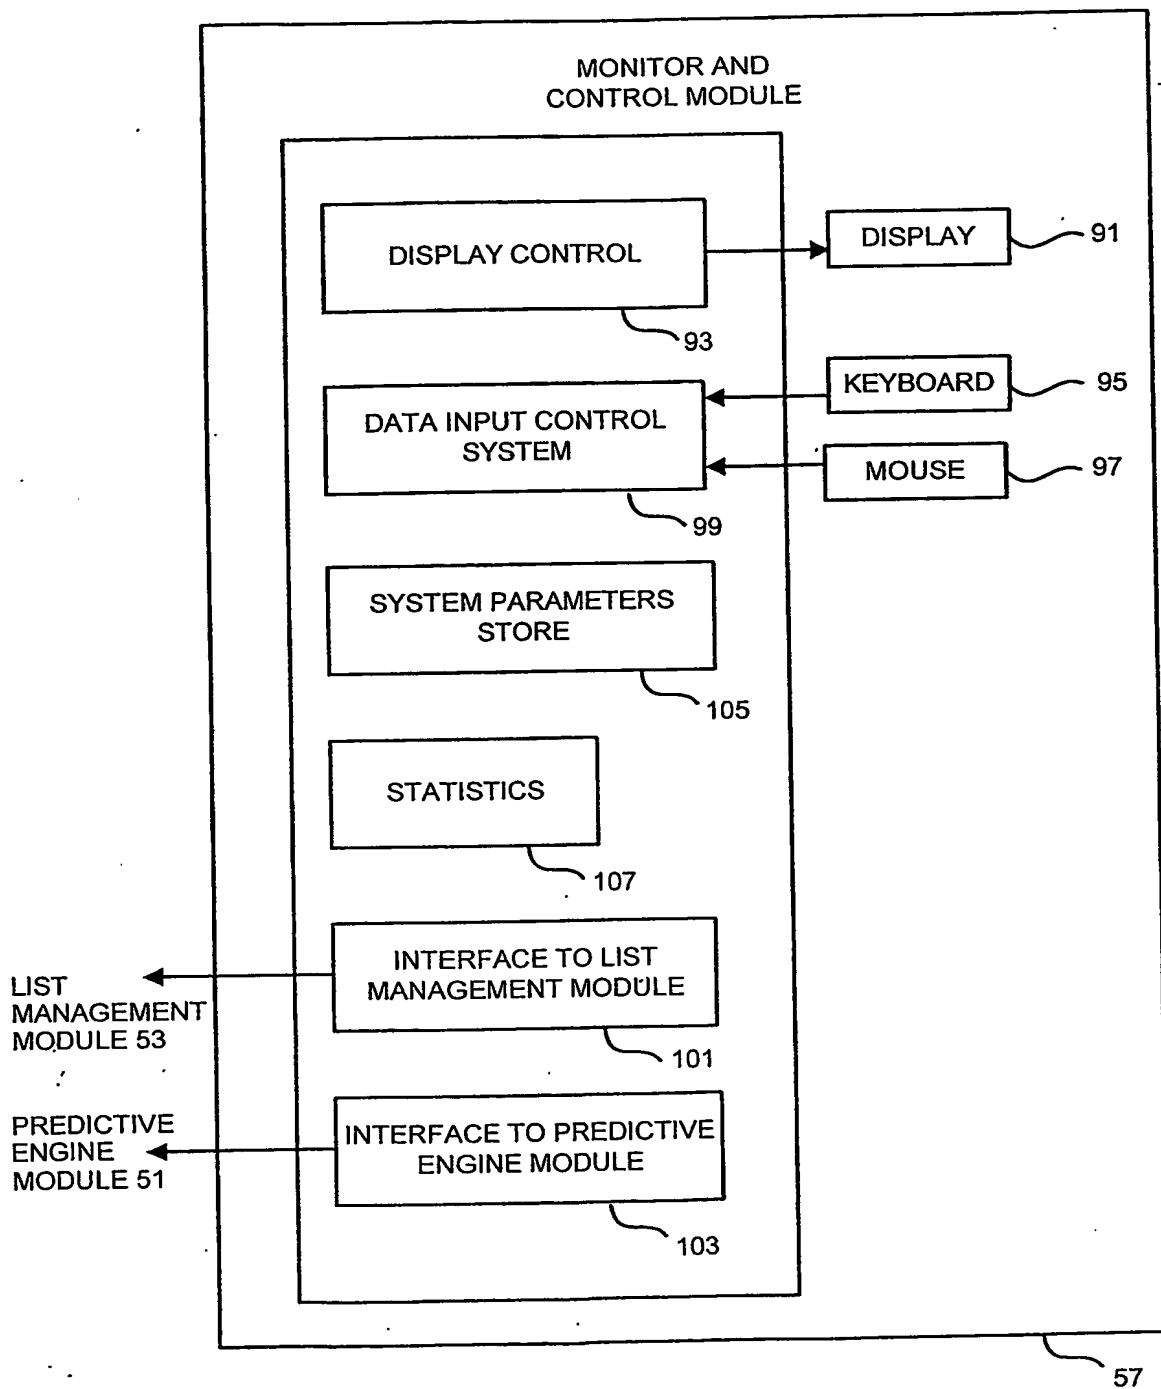 MONITOR AND
CONTROL MODULE
DISPLAY CONTROL
93
DISPLAY
91
KEYBOARD
95
DATA INPUT CONTROL
SYSTEM
99
MOUSE
97
SYSTEM PARAMETERS
STORE
105
STATISTICS
107
INTERFACE TO LIST
MANAGEMENT MODULE
101
LIST
MANAGEMENT
MODULE 53
INTERFACE TO PREDICTIVE
ENGINE MODULE
103
PREDICTIVE
ENGINE
MODULE 51
57